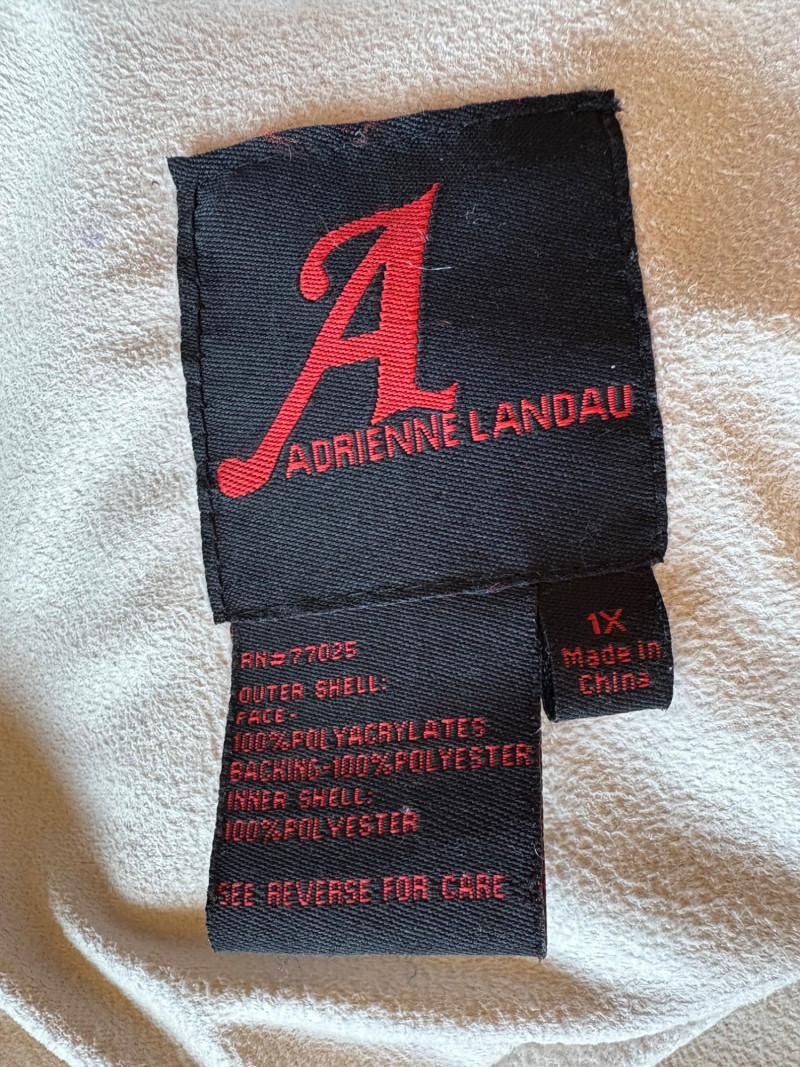 A
ADRIENNE LANDAU
1X
Made in
China
RN#77025
OUTER SHELL:
FACE-
100%POLYACRYLATES
BACKING-100%POLYESTER
INNER SHELL:
100%POLYESTER
SEE REVERSE FOR CARE